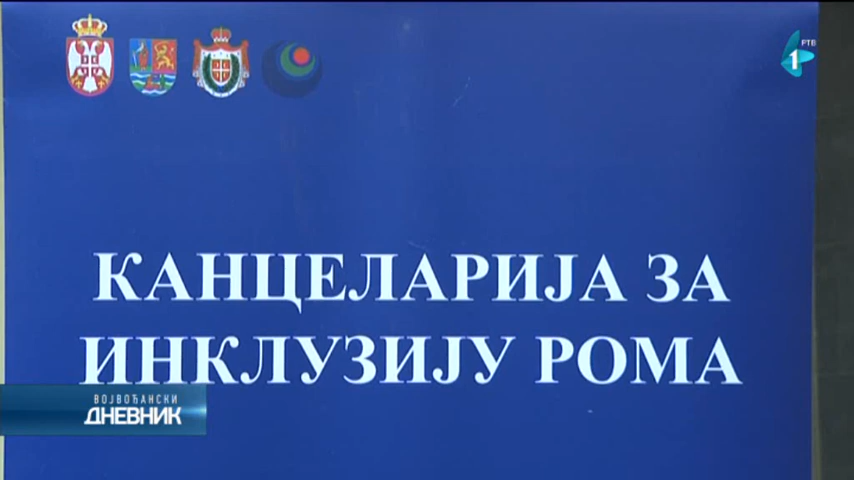 РТВ
1
КАНЦЕЛАРИЈА ЗА
ИНКЛУЗИЈУ РОМА
ВОЈВОЂАНСКИ
ДНЕВНИК